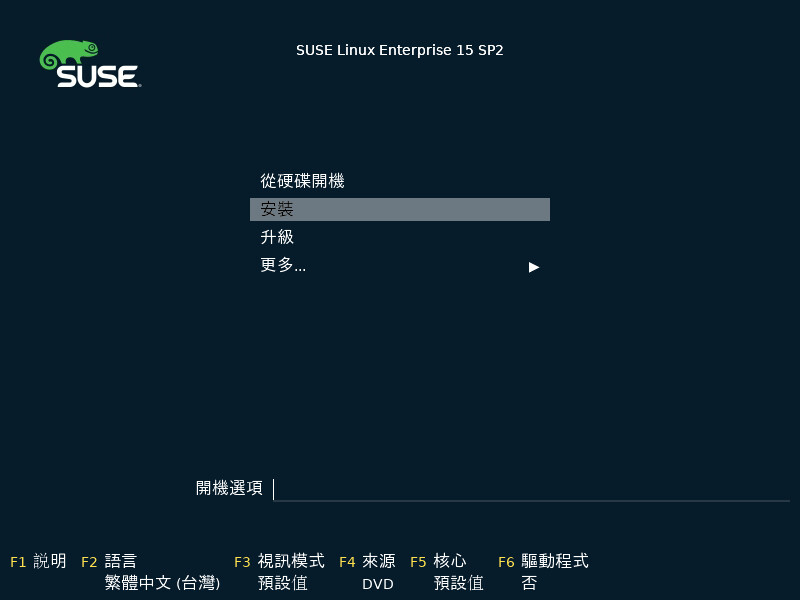 SUSE
SUSE Linux Enterprise 15 SP2
從硬碟開機
安裝
升級
更多...
開機選項
F1 説明 F2 語言 F3 視訊模式 F4 來源 F5 核心 F6 驅動程式
繁體中文 (台灣) 預設值 DVD 預設值 否